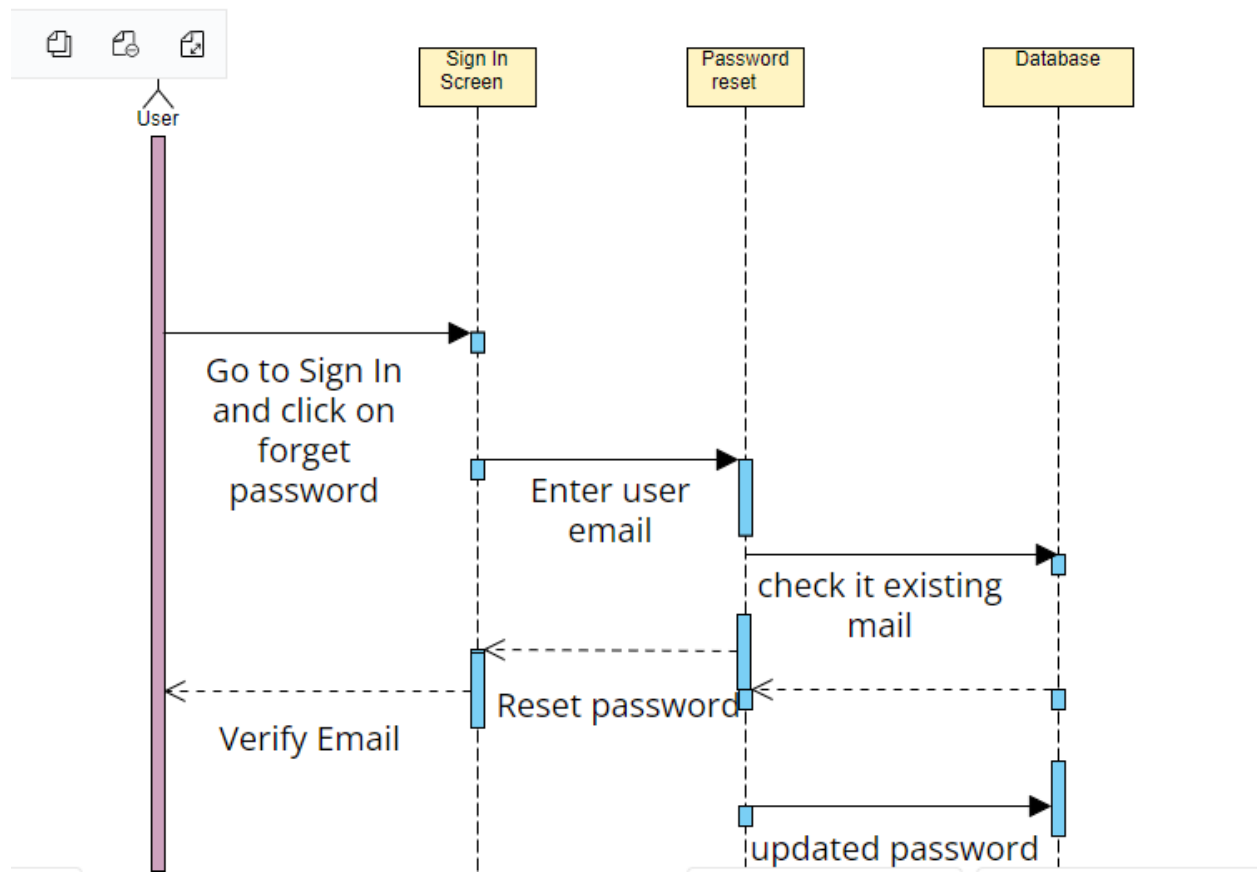 Sign In
Screen
Password
reset
Database
User
Go to Sign In
and click on
forget
password
Enter user
email
check it existing
mail
Reset password
Verify Email
updated password